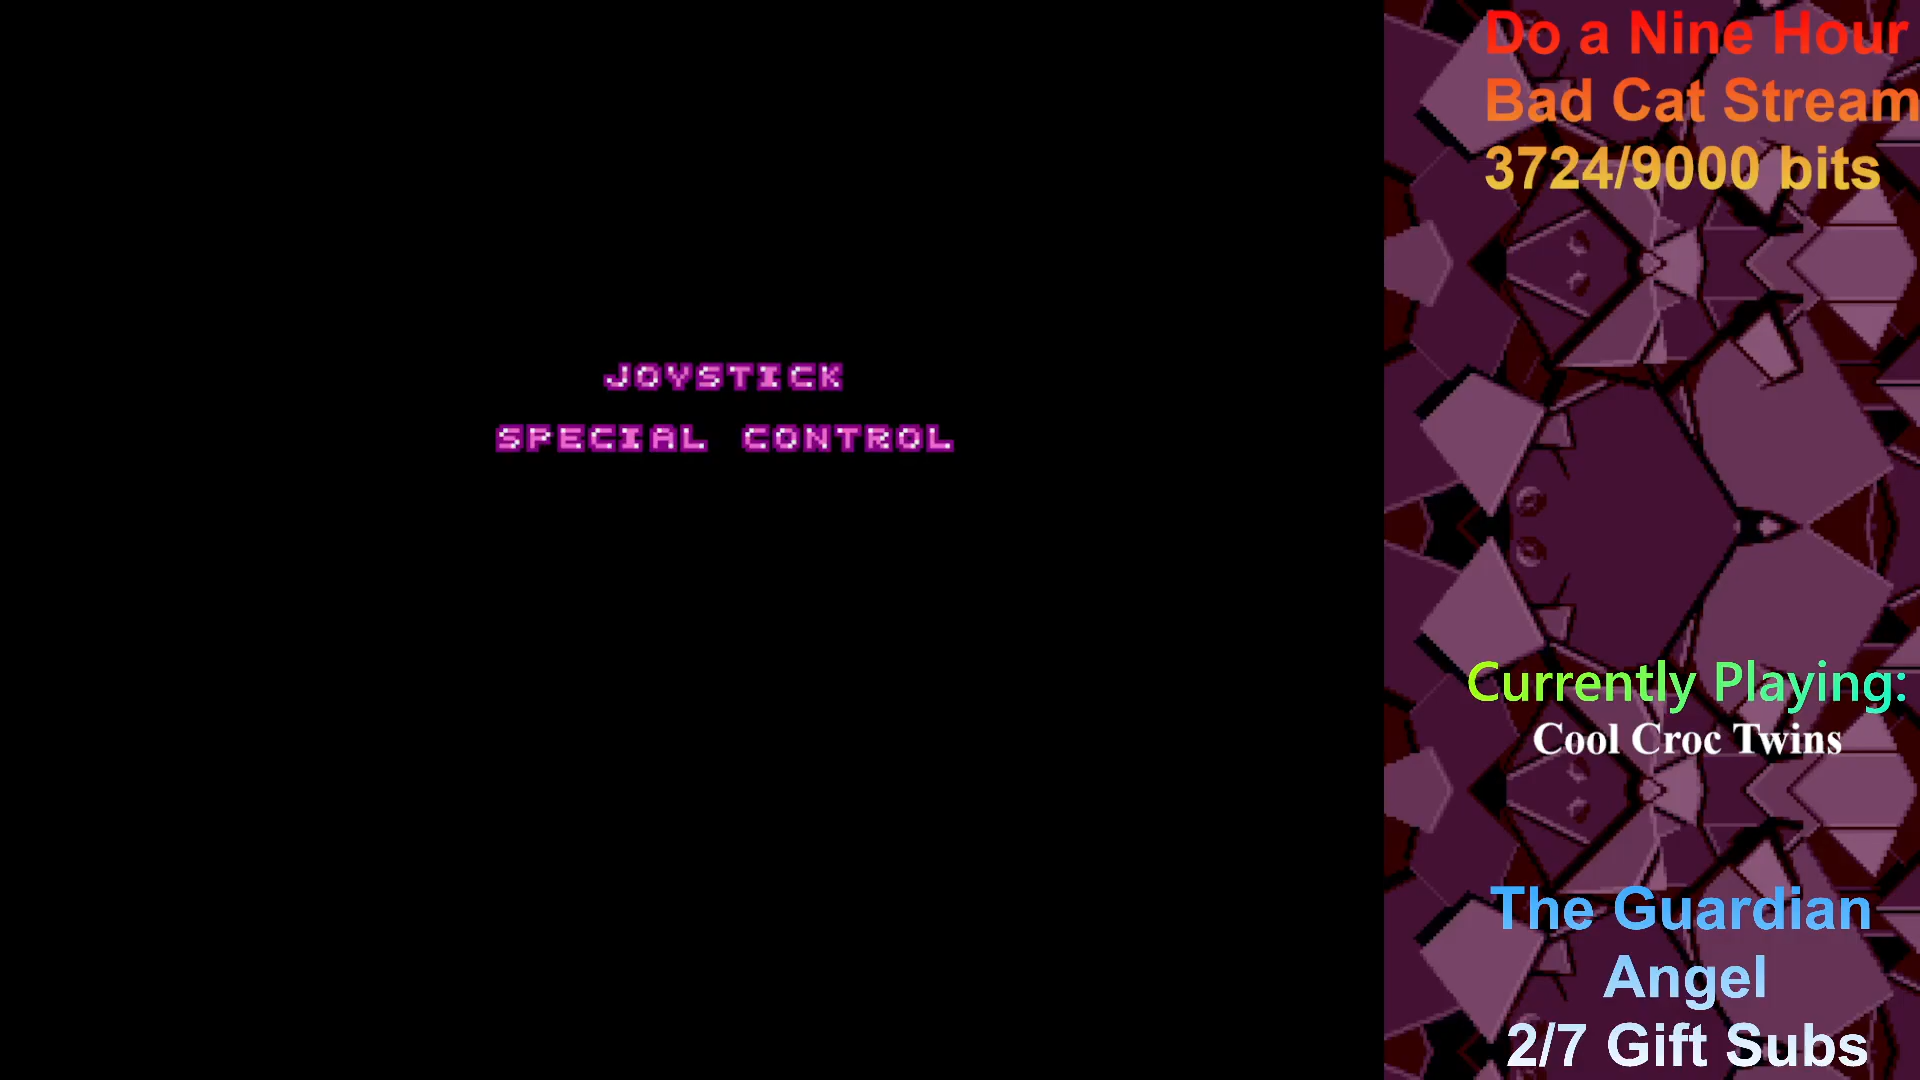 JOYSTICK
SPECIAL CONTROL
Do a Nine Hour
Bad Cat Stream
3724/9000 bits
Currently Playing:
Cool Croc Twins
The Guardian
Angel
2/7 Gift Subs